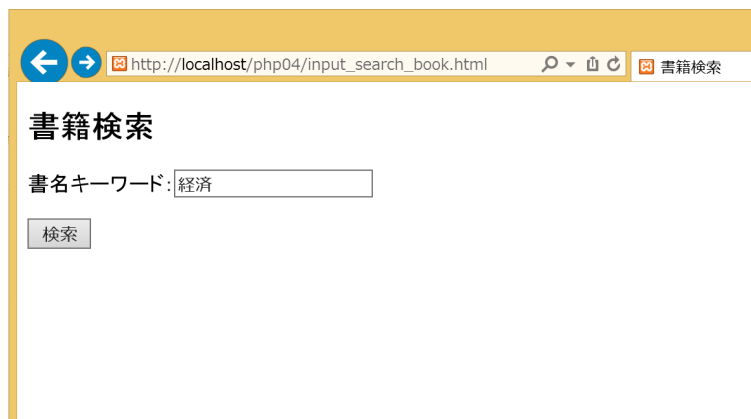 http://localhost/php04/input_search_book.html
書籍検索
書籍検索
書名キーワード:経済
検索